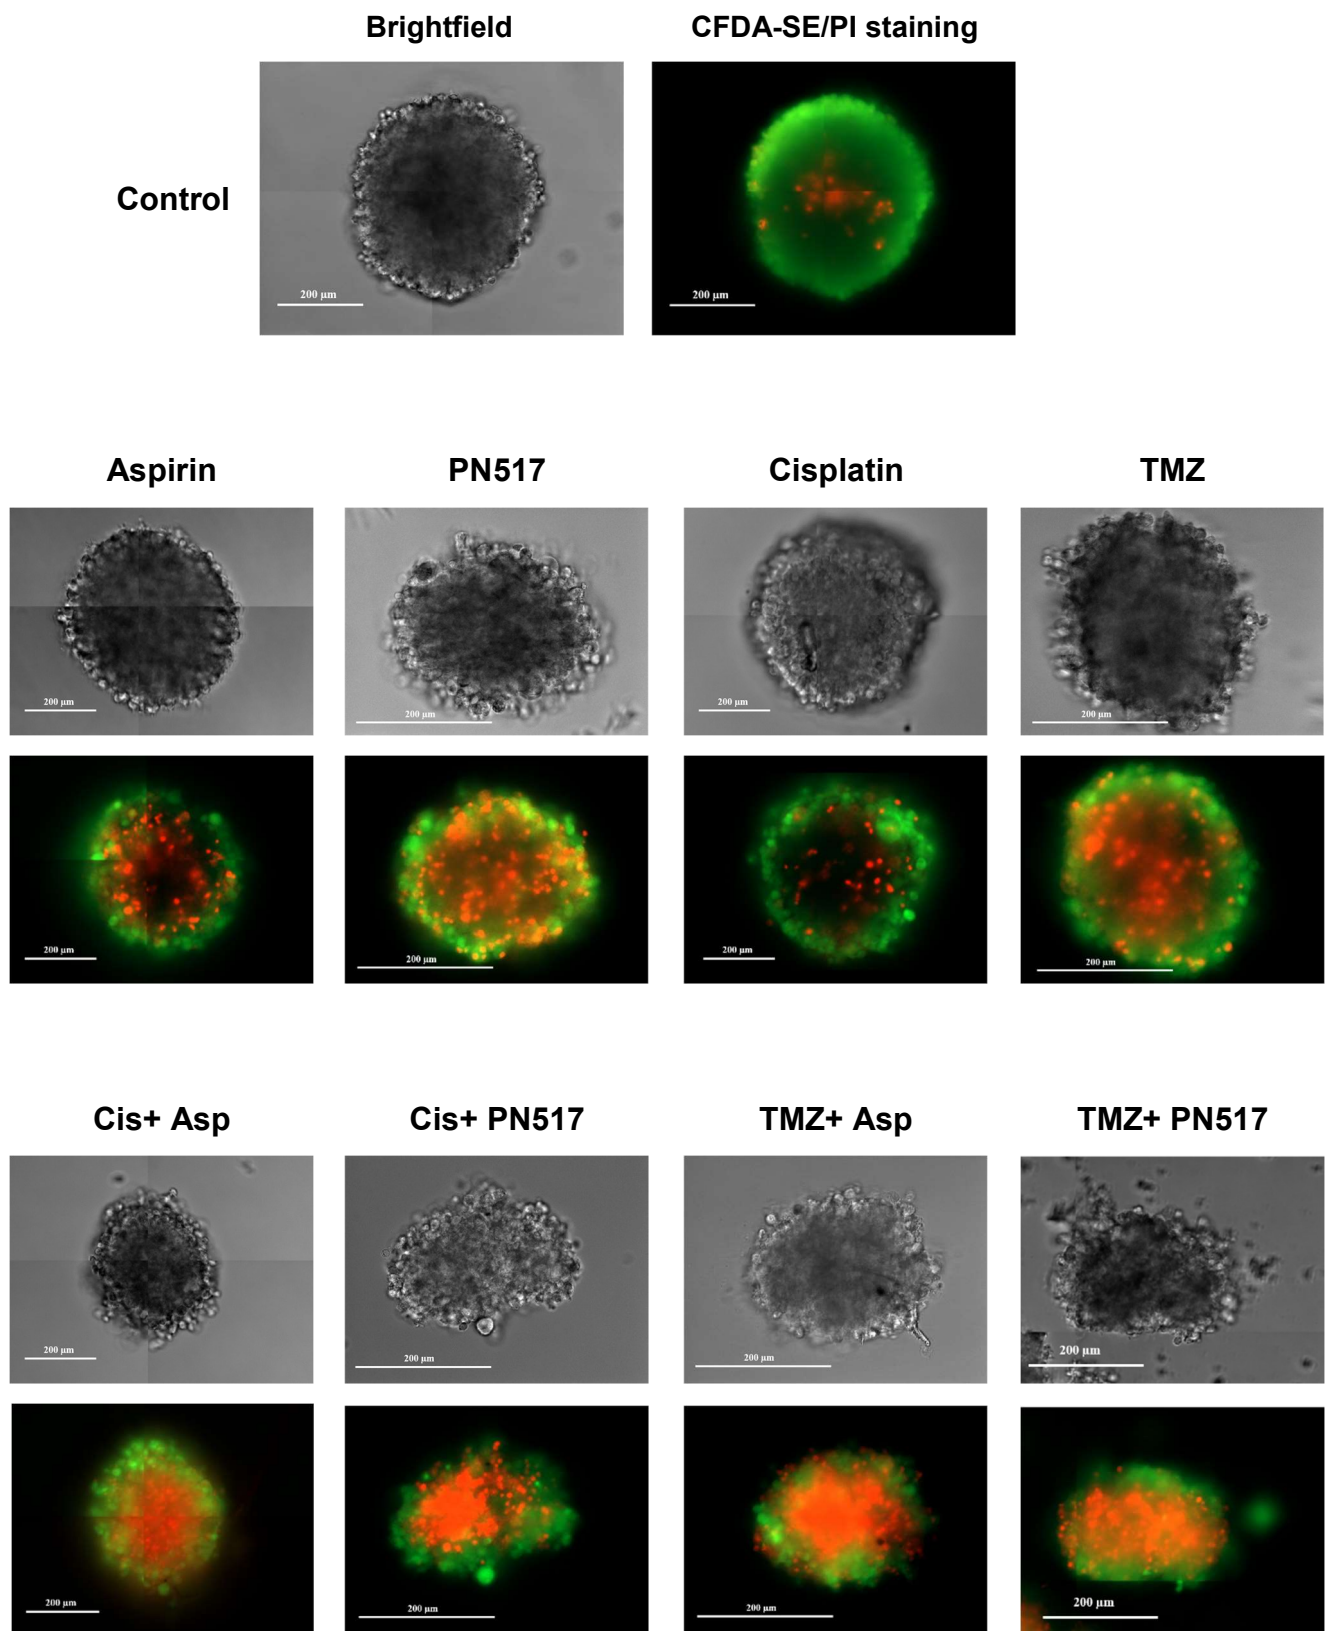 Brightfield
CFDA-SE/PI staining
Control
200 μm
200 μm
Aspirin
PN517
Cisplatin
TMZ
200 μm
200 μm
200 μm
200 μm
200 μm
200 μm
200 μm
200 μm
Cis+ Asp
Cis+ PN517
TMZ+ Asp
TMZ+ PN517
200 μm
200 μm
200 μm
200 μm
200 μm
200 μm
200 μm
200 μm